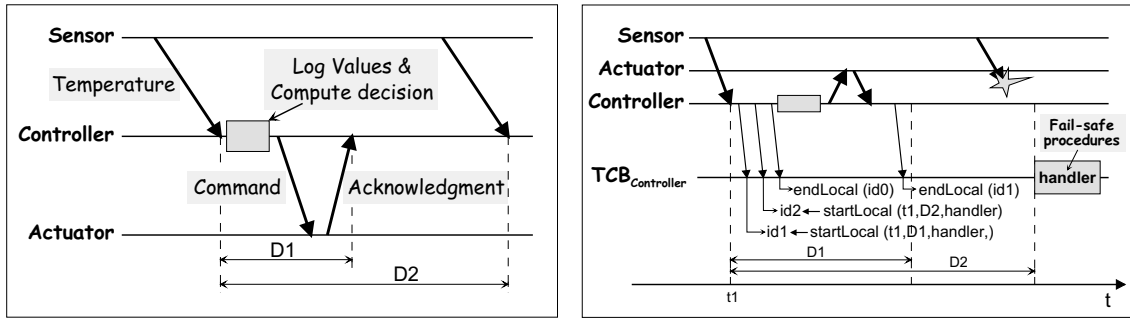 Sensor
Temperature
Log Values &
Compute decision
Controller
Command
Acknowledgment
Actuator
D1
D2
Sensor
Actuator
Controller
Fail-safe
procedures
TCBController
handler
endLocal (id0)
endLocal (id1)
id2 startLocal (t1,D2,handler)
id1 startLocal (t1,D1,handler,)
D1
D2
t1
t